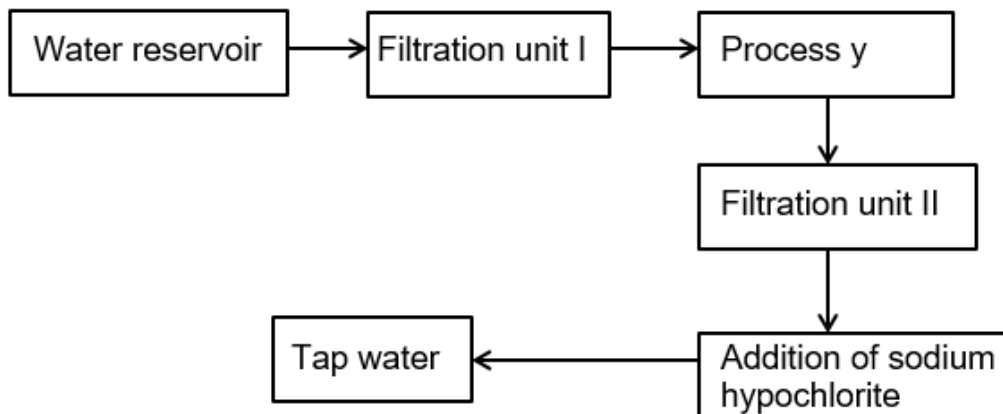 Water reservoir
Filtration unit I
Process y
Filtration unit II
Addition of sodium
hypochlorite
Tap water